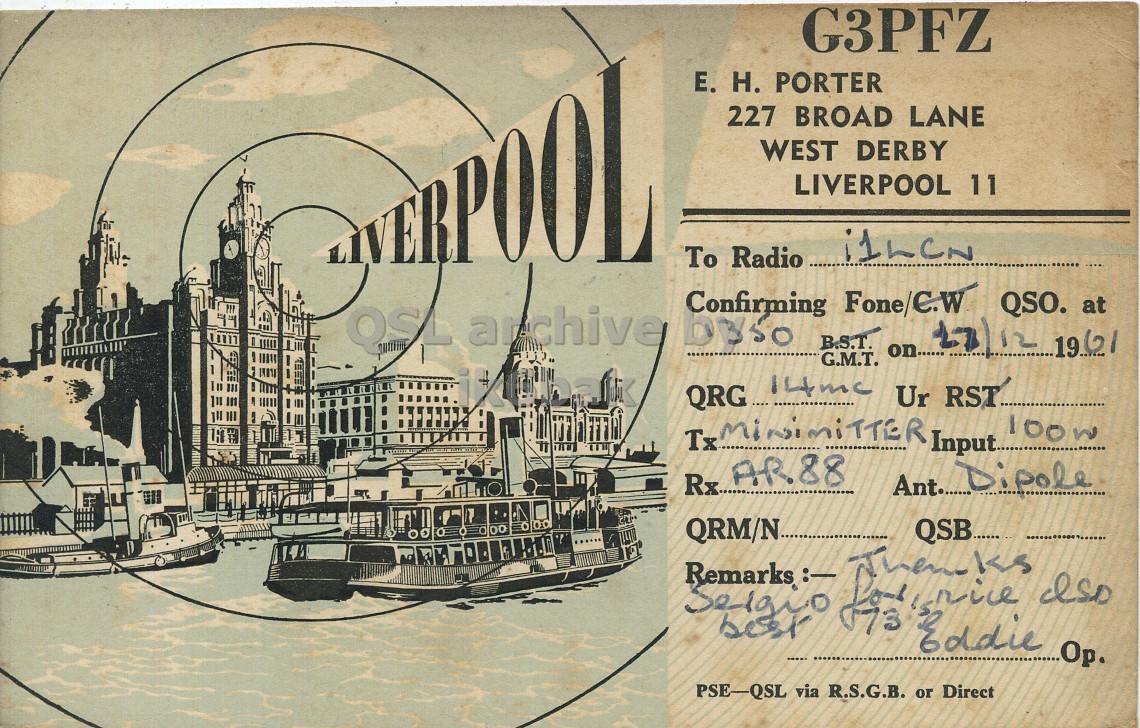 G3PFZ
E. H. PORTER
227 BROAD LANE
WEST DERBY
LIVERPOOL 11
LIVERPOOL
To Radio i1LCN
Confirming Fone/C.W QSO. at
1350 B.S.T. G.M.T. on 17/12 1961
QRG 14mc Ur RST
Tx MINIMITTER Input 100w
Rx AR.88 Ant. Dipole
QRM/N QSB
Remarks :— Thanks
Sergio for nice QSO
best 73's
Eddie Op.
PSE—QSL via R.S.G.B. or Direct
QSL archive by